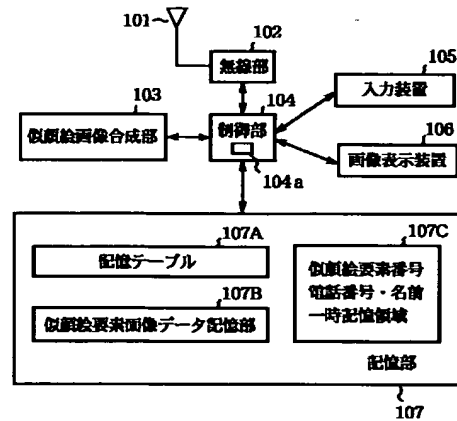 101
102
無線部
105
入力装置
103
104
似顔絵画像合成部
制御部
104a
106
画像表示装置
107A
記憶テーブル
107B
似顔絵要素画像データ記憶部
107C
似顔絵要素番号
電話番号・名前
一時記憶領域
記憶部
107